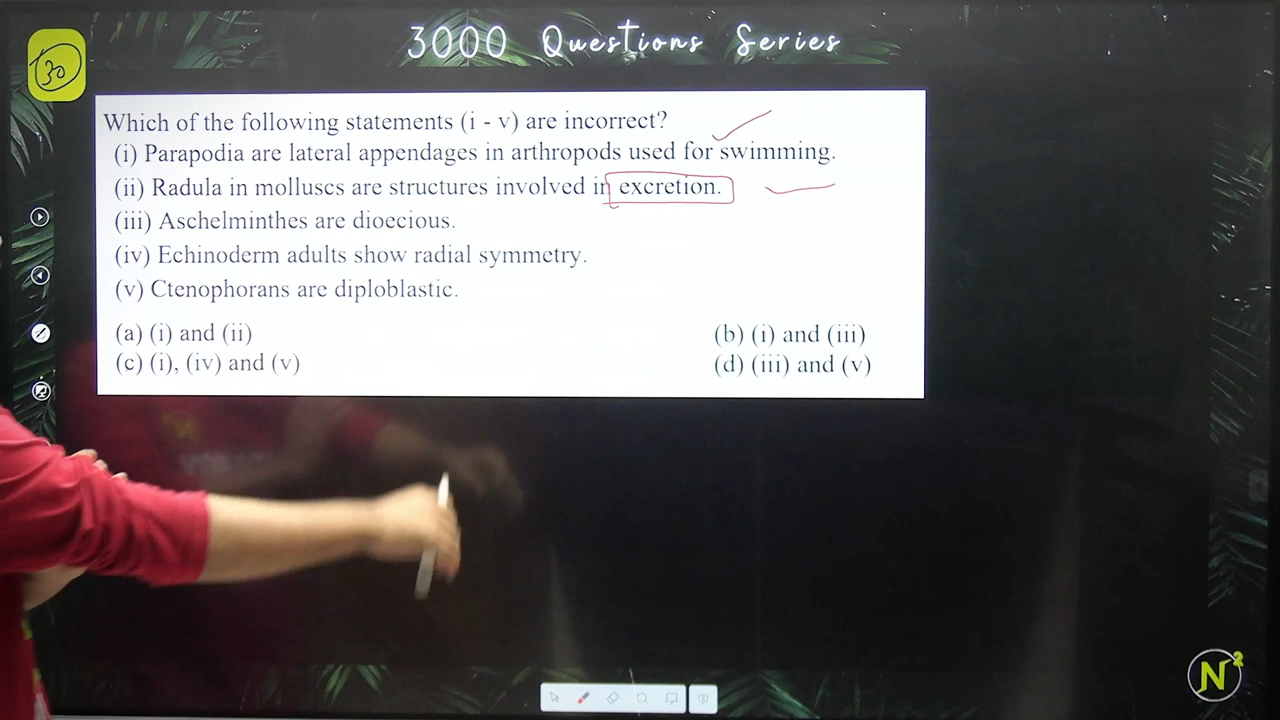 3000 Questions Series
30
Which of the following statements (i - v) are incorrect?
(i) Parapodia are lateral appendages in arthropods used for swimming.
(ii) Radula in molluscs are structures involved in excretion.
(iii) Aschelminthes are dioecious.
(iv) Echinoderm adults show radial symmetry.
(v) Ctenophorans are diploblastic.
(a) (i) and (ii)
(b) (i) and (iii)
(c) (i), (iv) and (v)
(d) (iii) and (v)
N²